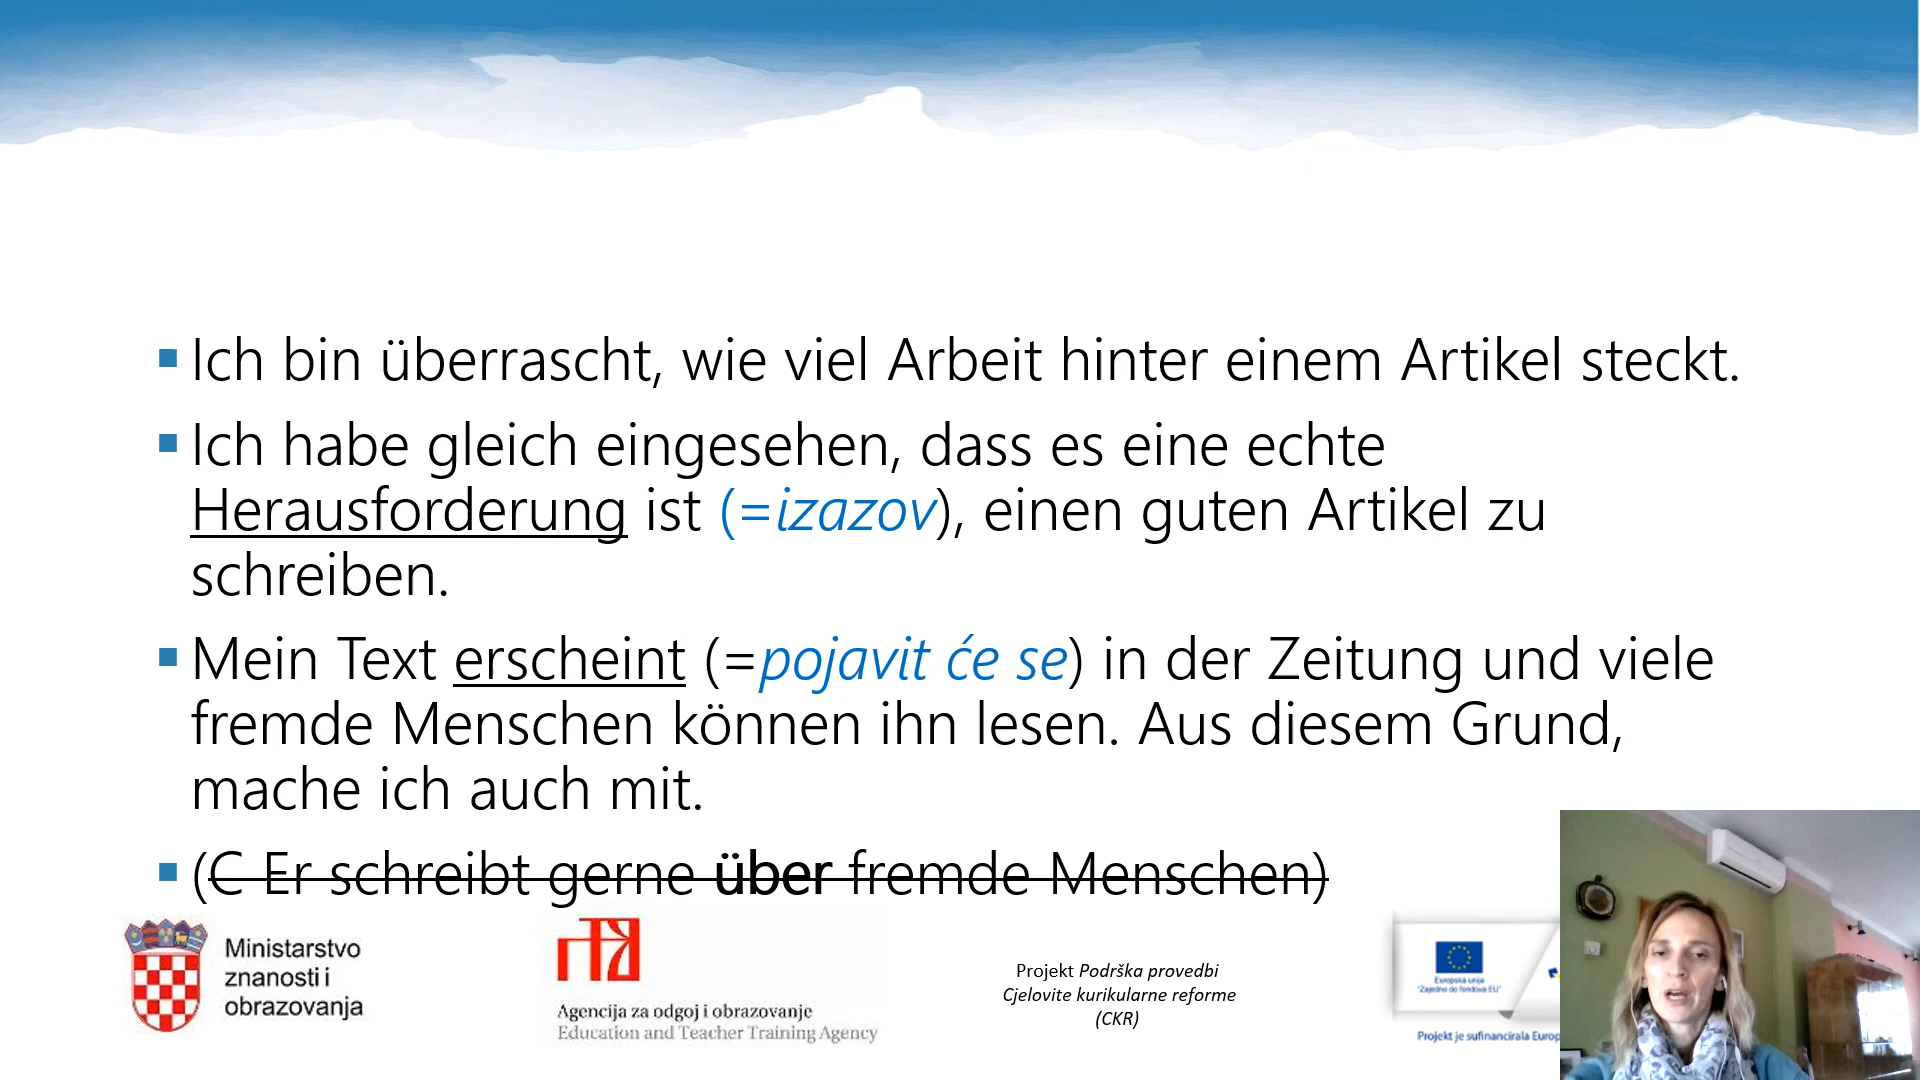 Ich bin überrascht, wie viel Arbeit hinter einem Artikel steckt.
Ich habe gleich eingesehen, dass es eine echte
Herausforderung ist (=izazov), einen guten Artikel zu
schreiben.
Mein Text erscheint (=pojavit će se) in der Zeitung und viele
fremde Menschen können ihn lesen. Aus diesem Grund,
mache ich auch mit.
(C Er schreibt gerne über fremde Menschen)
Ministarstvo
znanosti i
obrazovanja
Agencija za odgoj i obrazovanje
Education and Teacher Training Agency
Projekt Podrška provedbi
Cjelovite kurikularne reforme
(CKR)
Europska unija
"Zajedno do fondova EU"
Projekt je sufinancirala Europ